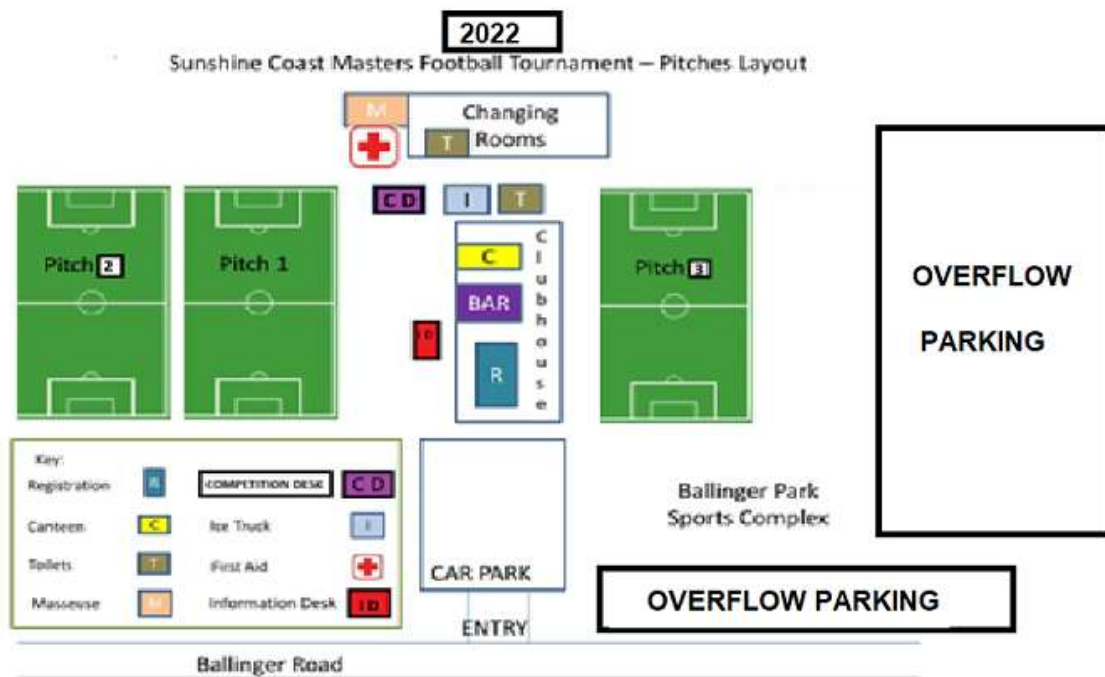 2022
Sunshine Coast Masters Football Tournament – Pitches Layout
M
Changing
Rooms
T
C D
I
T
Pitch 2
Pitch 1
Clubhouse
C
BAR
I D
R
Pitch 3
OVERFLOW
PARKING
Key:
Registration R
COMPETITION DESK C D
Canteen C
Ice Truck I
Toilets T
First Aid
Masseuse M
Information Desk I D
CAR PARK
Ballinger Park
Sports Complex
OVERFLOW PARKING
ENTRY
Ballinger Road